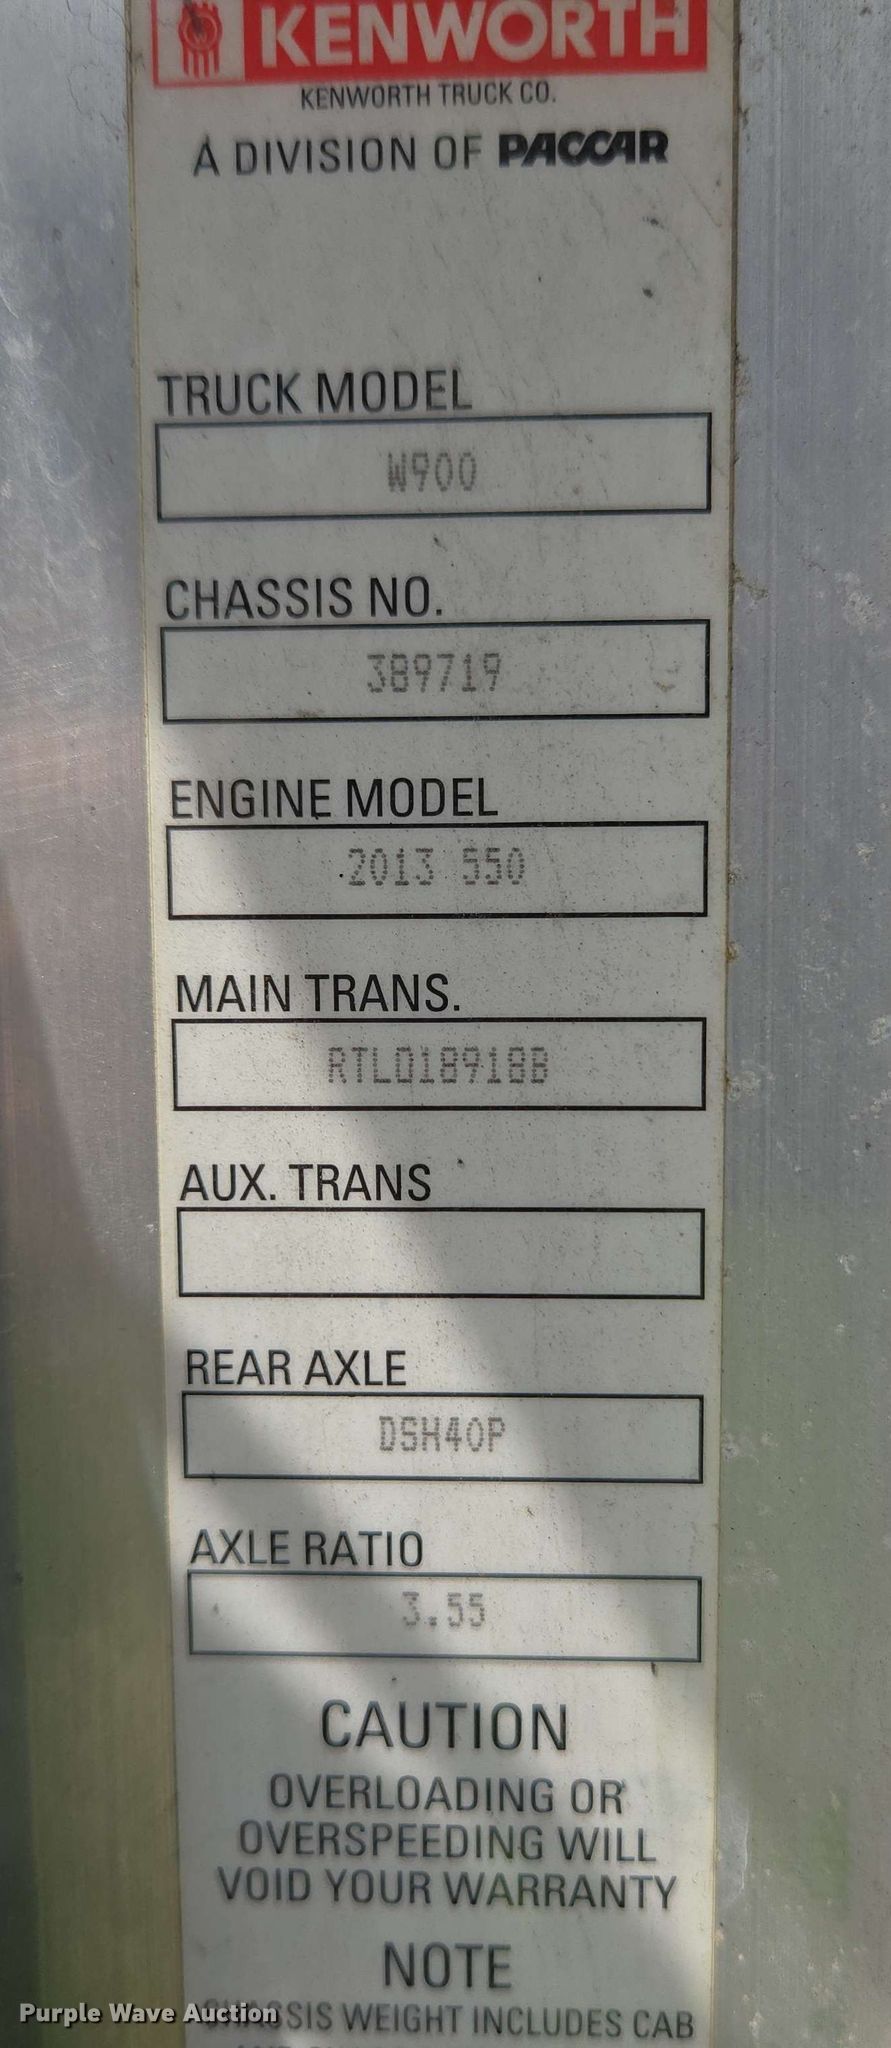 KENWORTH
KENWORTH TRUCK CO.
A DIVISION OF PACCAR
TRUCK MODEL
W900
CHASSIS NO.
389719
ENGINE MODEL
2013 550
MAIN TRANS.
RTLO18918B
AUX. TRANS
REAR AXLE
DSH40P
AXLE RATIO
3.55
CAUTION
OVERLOADING OR
OVERSPEEDING WILL
VOID YOUR WARRANTY
NOTE
CHASSIS WEIGHT INCLUDES CAB
Purple Wave Auction